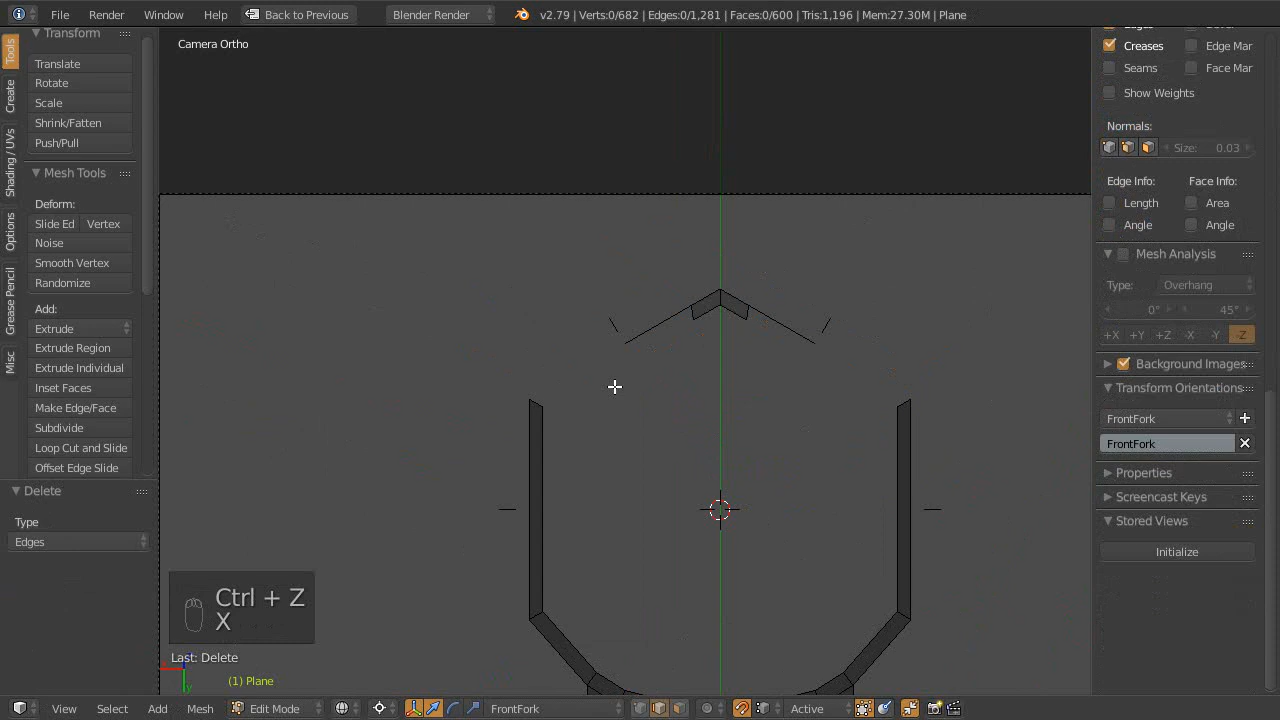 File Render Window Help Back to Previous Blender Render v2.79 | Verts:0/682 | Edges:0/1,281 | Faces:0/600 | Tris:1,196 | Mem:27.30M | Plane
Tools
Create
Shading / UVs
Options
Grease Pencil
Misc
Transform
Translate
Rotate
Scale
Shrink/Fatten
Push/Pull
Mesh Tools
Deform:
Slide Ed Vertex
Noise
Smooth Vertex
Randomize
Add:
Extrude
Extrude Region
Extrude Individual
Inset Faces
Make Edge/Face
Subdivide
Loop Cut and Slide
Offset Edge Slide
Delete
Type
Edges
Camera Ortho
Ctrl + Z
X
Last: Delete
(1) Plane
y
Creases Edge Mar
Seams Face Mar
Show Weights
Normals:
Size: 0.03
Edge Info: Face Info:
Length Area
Angle Angle
Mesh Analysis
Type: Overhang
0° 45°
+X +Y +Z -X -Y -Z
Background Images
Transform Orientations
FrontFork
FrontFork
Properties
Screencast Keys
Stored Views
Initialize
View Select Add Mesh Edit Mode FrontFork Active